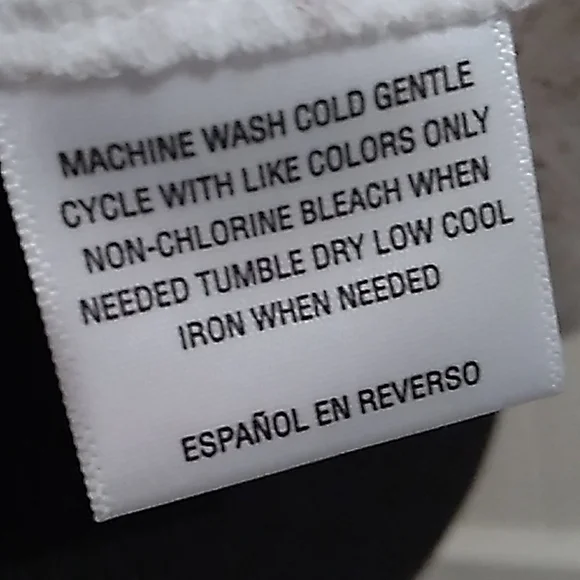 MACHINE WASH COLD GENTLE
CYCLE WITH LIKE COLORS ONLY
NON-CHLORINE BLEACH WHEN
NEEDED TUMBLE DRY LOW COOL
IRON WHEN NEEDED
ESPAÑOL EN REVERSO